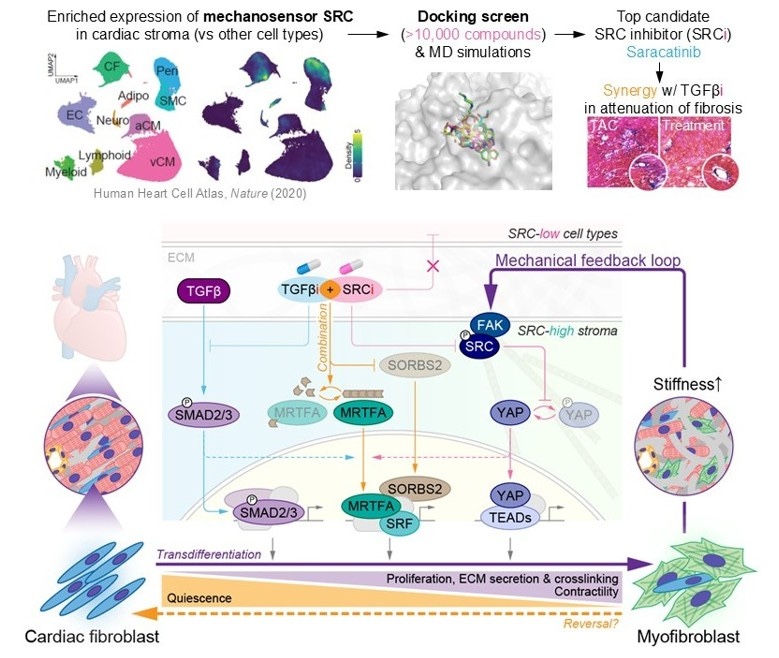 Enriched expression of mechanosensor SRC
in cardiac stroma (vs other cell types)
Docking screen
(>10,000 compounds)
& MD simulations
Top candidate
SRC inhibitor (SRCi)
Saracatinib
Synergy w/ TGFβi
in attenuation of fibrosis
UMAP2
UMAP1
CF
Pen
Adipo
SMC
EC
Neuro
aCM
Lymphoid
vCM
Myeloid
5
Density
0
TAC
Treatment
Human Heart Cell Atlas, Nature (2020)
SRC-low cell types
ECM
Mechanical feedback loop
TGFβ
TGFβi + SRCi
FAK
P
SRC
SRC-high stroma
Combination
SORBS2
Stiffness↑
P
SMAD2/3
MRTFA
MRTFA
YAP
P
YAP
SORBS2
P
SMAD2/3
MRTFA
SRF
YAP
TEADs
Transdifferentiation
Proliferation, ECM secretion & crosslinking
Contractility
Quiescence
Reversal?
Cardiac fibroblast
Myofibroblast